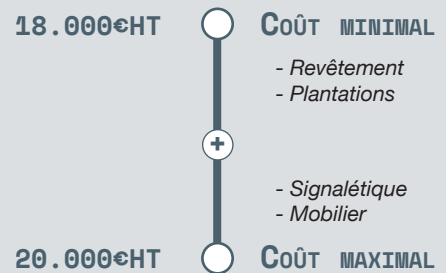 18.000€HT COÛT MINIMAL
- Revêtement
- Plantations
+
- Signalétique
- Mobilier
20.000€HT COÛT MAXIMAL